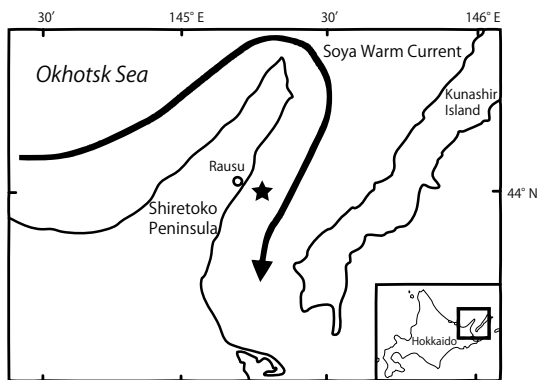 30′ 145˚ E 30′ 146˚ E
Soya Warm Current
Okhotsk Sea
Kunashir
Island
Rausu
44˚ N
Shiretoko
Peninsula
Hokkaido